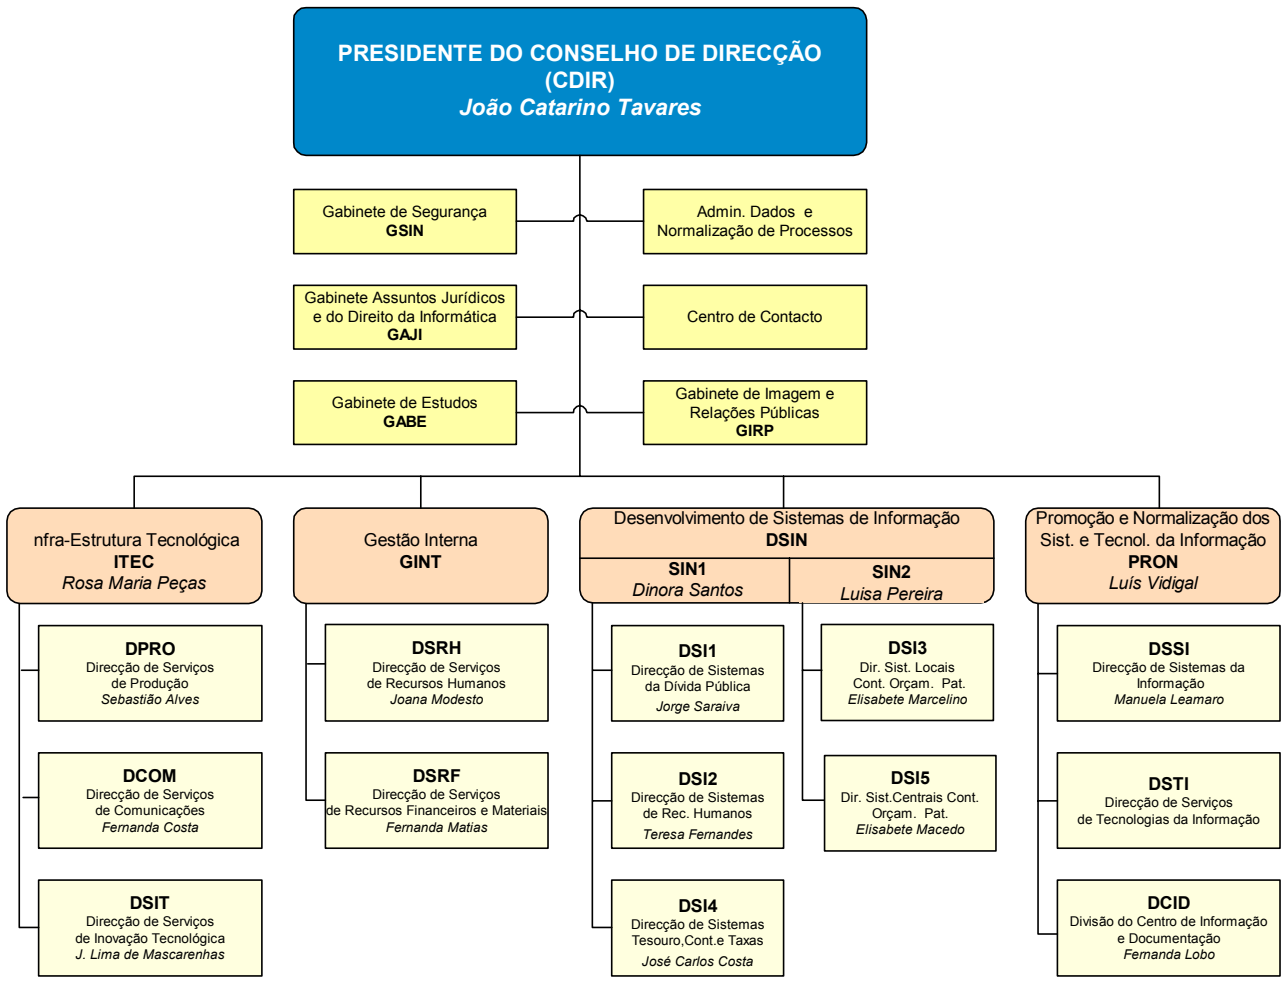 PRESIDENTE DO CONSELHO DE DIRECÇÃO
(CDIR)
João Catarino Tavares
Gabinete de Segurança
GSIN
Admin. Dados e
Normalização de Processos
Gabinete Assuntos Jurídicos
e do Direito da Informática
GAJI
Centro de Contacto
Gabinete de Estudos
GABE
Gabinete de Imagem e
Relações Públicas
GIRP
nfra-Estrutura Tecnológica
ITEC
Rosa Maria Peças
Gestão Interna
GINT
Desenvolvimento de Sistemas de Informação
DSIN
SIN1
Dinora Santos
SIN2
Luisa Pereira
Promoção e Normalização dos
Sist. e Tecnol. da Informação
PRON
Luís Vidigal
DPRO
Direcção de Serviços
de Produção
Sebastião Alves
DSRH
Direcção de Serviços
de Recursos Humanos
Joana Modesto
DSI1
Direcção de Sistemas
da Dívida Pública
Jorge Saraiva
DSI3
Dir. Sist. Locais
Cont. Orçam. Pat.
Elisabete Marcelino
DSSI
Direcção de Sistemas da
Informação
Manuela Leamaro
DCOM
Direcção de Serviços
de Comunicações
Fernanda Costa
DSRF
Direcção de Serviços
de Recursos Financeiros e Materiais
Fernanda Matias
DSI2
Direcção de Sistemas
de Rec. Humanos
Teresa Fernandes
DSI5
Dir. Sist.Centrais Cont.
Orçam. Pat.
Elisabete Macedo
DSTI
Direcção de Serviços
de Tecnologias da Informação
DSIT
Direcção de Serviços
de Inovação Tecnológica
J. Lima de Mascarenhas
DSI4
Direcção de Sistemas
Tesouro,Cont.e Taxas
José Carlos Costa
DCID
Divisão do Centro de Informação
e Documentação
Fernanda Lobo